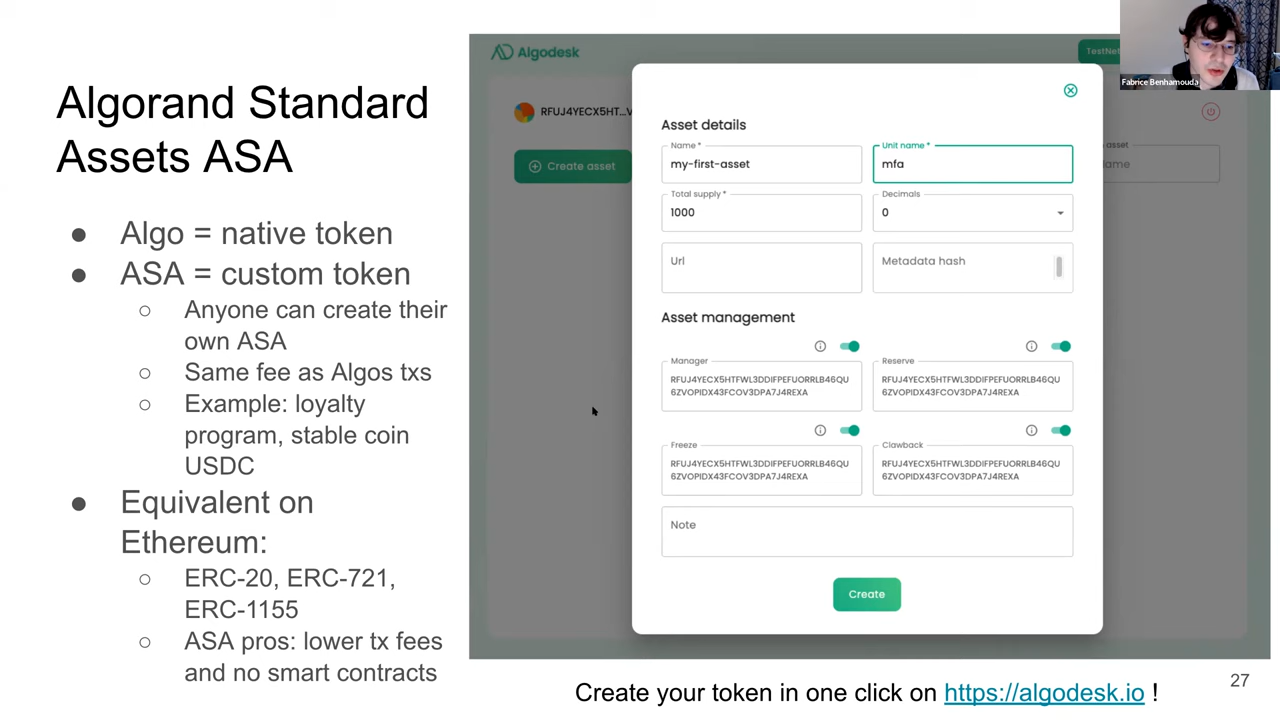 Algorand Standard
Assets ASA
● Algo = native token
● ASA = custom token
○ Anyone can create their
own ASA
○ Same fee as Algos txs
○ Example: loyalty
program, stable coin
USDC
● Equivalent on
Ethereum:
○ ERC-20, ERC-721,
ERC-1155
○ ASA pros: lower tx fees
and no smart contracts
Algodesk
TestNet
Fabrice Benhamouda
RFUJ4YECX5HT...V
Create asset
asset
Name
Asset details
Name *
my-first-asset
Unit name *
mfa
Total supply *
1000
Decimals
0
Url
Metadata hash
Asset management
Manager
RFUJ4YECX5HTFWL3DDIFPEFUORRLB46QU
6ZVOPIDX43FCOV3DPA7J4REXA
Reserve
RFUJ4YECX5HTFWL3DDIFPEFUORRLB46QU
6ZVOPIDX43FCOV3DPA7J4REXA
Freeze
RFUJ4YECX5HTFWL3DDIFPEFUORRLB46QU
6ZVOPIDX43FCOV3DPA7J4REXA
Clawback
RFUJ4YECX5HTFWL3DDIFPEFUORRLB46QU
6ZVOPIDX43FCOV3DPA7J4REXA
Note
Create
Create your token in one click on https://algodesk.io !
27